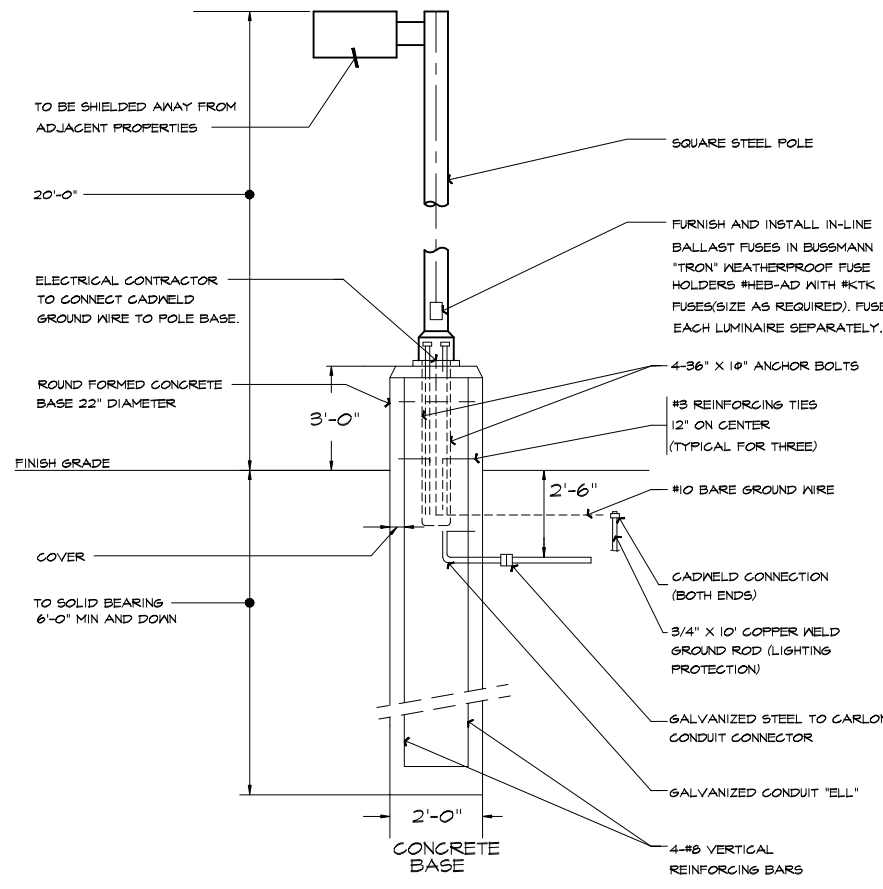 TO BE SHIELDED AWAY FROM
ADJACENT PROPERTIES
20'-0"
ELECTRICAL CONTRACTOR
TO CONNECT CADWELD
GROUND WIRE TO POLE BASE.
ROUND FORMED CONCRETE
BASE 22" DIAMETER
3'-0"
FINISH GRADE
COVER
TO SOLID BEARING
6'-0" MIN AND DOWN
2'-0"
CONCRETE
BASE
SQUARE STEEL POLE
FURNISH AND INSTALL IN-LINE
BALLAST FUSES IN BUSSMANN
"TRON" WEATHERPROOF FUSE
HOLDERS #HEB-AD WITH #KTK
FUSES(SIZE AS REQUIRED). FUSE
EACH LUMINAIRE SEPARATELY.
4-36" X 1φ" ANCHOR BOLTS
#3 REINFORCING TIES
12" ON CENTER
(TYPICAL FOR THREE)
2'-6"
#10 BARE GROUND WIRE
CADWELD CONNECTION
(BOTH ENDS)
3/4" X 10' COPPER WELD
GROUND ROD (LIGHTING
PROTECTION)
GALVANIZED STEEL TO CARLON
CONDUIT CONNECTOR
GALVANIZED CONDUIT "ELL"
4-#8 VERTICAL
REINFORCING BARS